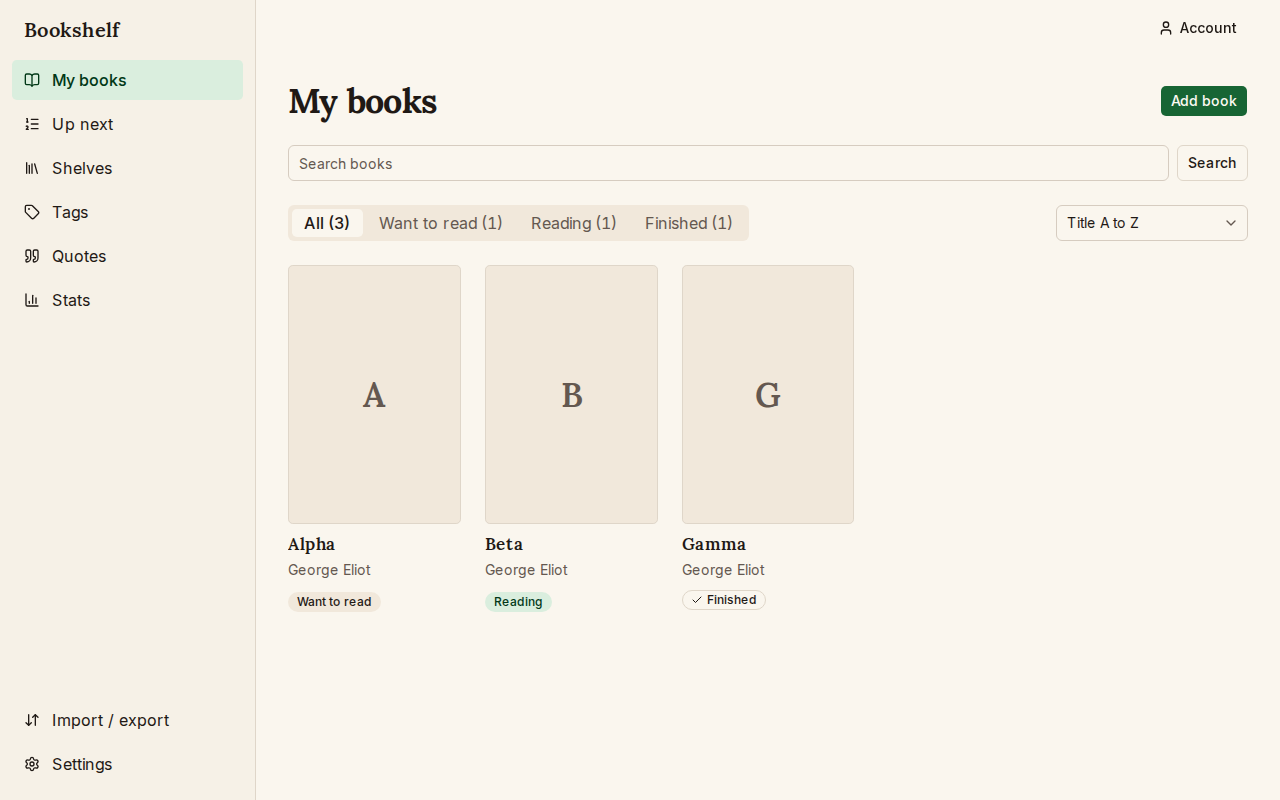 Bookshelf
My books
Up next
Shelves
Tags
Quotes
Stats
Import / export
Settings
Account
My books
Add book
Search books
Search
All (3)
Want to read (1)
Reading (1)
Finished (1)
Title A to Z
A
B
G
Alpha
George Eliot
Want to read
Beta
George Eliot
Reading
Gamma
George Eliot
Finished